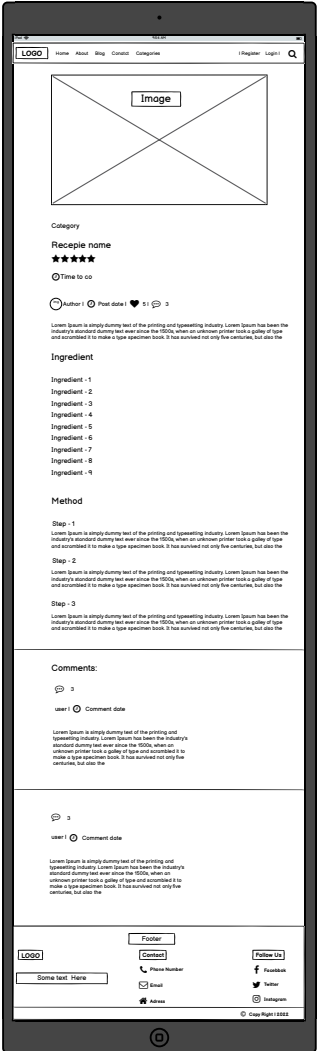 LOGO Home About Blog Conatct Categories I Register Login I
Image
Category
Recepie name
Time to co
Author I Post date I 5 I 3
Lorem Ipsum is simply dummy text of the printing and typesetting industry. Lorem Ipsum has been the
industry's standard dummy text ever since the 1500s, when an unknown printer took a galley of type
and scrambled it to make a type specimen book. It has survived not only five centuries, but also the
Ingredient
Ingredient - 1
Ingredient - 2
Ingredient - 3
Ingredient - 4
Ingredient - 5
Ingredient - 6
Ingredient - 7
Ingredient - 8
Ingredient - 9
Method
Step - 1
Lorem Ipsum is simply dummy text of the printing and typesetting industry. Lorem Ipsum has been the
industry's standard dummy text ever since the 1500s, when an unknown printer took a galley of type
and scrambled it to make a type specimen book. It has survived not only five centuries, but also the
Step - 2
Lorem Ipsum is simply dummy text of the printing and typesetting industry. Lorem Ipsum has been the
industry's standard dummy text ever since the 1500s, when an unknown printer took a galley of type
and scrambled it to make a type specimen book. It has survived not only five centuries, but also the
Step - 3
Lorem Ipsum is simply dummy text of the printing and typesetting industry. Lorem Ipsum has been the
industry's standard dummy text ever since the 1500s, when an unknown printer took a galley of type
and scrambled it to make a type specimen book. It has survived not only five centuries, but also the
Comments:
3
user I Comment date
Lorem Ipsum is simply dummy text of the printing and
typesetting industry. Lorem Ipsum has been the industry's
standard dummy text ever since the 1500s, when an
unknown printer took a galley of type and scrambled it to
make a type specimen book. It has survived not only five
centuries, but also the
3
user I Comment date
Lorem Ipsum is simply dummy text of the printing and
typesetting industry. Lorem Ipsum has been the industry's
standard dummy text ever since the 1500s, when an
unknown printer took a galley of type and scrambled it to
make a type specimen book. It has survived not only five
centuries, but also the
Footer
LOGO Contact Follow Us
Phone Number Facebbok
Some text Here
Email Twitter
Adress Instagram
© Copy Right I 2022